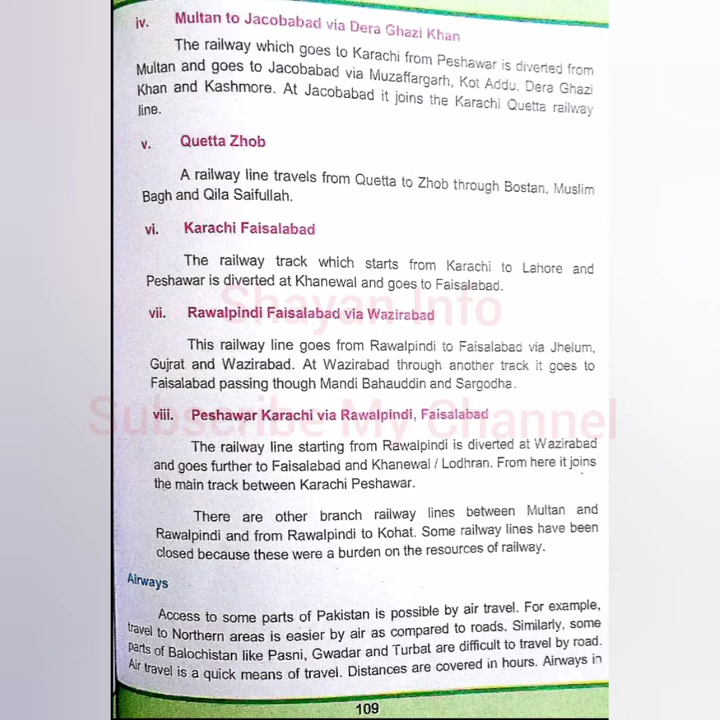 iv. Multan to Jacobabad via Dera Ghazi Khan
The railway which goes to Karachi from Peshawar is diverted from
Multan and goes to Jacobabad via Muzaffargarh, Kot Addu, Dera Ghazi
Khan and Kashmore. At Jacobabad it joins the Karachi Quetta railway
line.
v. Quetta Zhob
A railway line travels from Quetta to Zhob through Bostan, Muslim
Bagh and Qila Saifullah.
vi. Karachi Faisalabad
The railway track which starts from Karachi to Lahore and
Peshawar is diverted at Khanewal and goes to Faisalabad.
Shayan Info
vii. Rawalpindi Faisalabad via Wazirabad
This railway line goes from Rawalpindi to Faisalabad via Jhelum,
Gujrat and Wazirabad. At Wazirabad through another track it goes to
Faisalabad passing though Mandi Bahauddin and Sargodha.
Subscribe My Channel
viii. Peshawar Karachi via Rawalpindi, Faisalabad
The railway line starting from Rawalpindi is diverted at Wazirabad
and goes further to Faisalabad and Khanewal / Lodhran. From here it joins
the main track between Karachi Peshawar.
There are other branch railway lines between Multan and
Rawalpindi and from Rawalpindi to Kohat. Some railway lines have been
closed because these were a burden on the resources of railway.
Airways
Access to some parts of Pakistan is possible by air travel. For example,
travel to Northern areas is easier by air as compared to roads. Similarly, some
parts of Balochistan like Pasni, Gwadar and Turbat are difficult to travel by road.
Air travel is a quick means of travel. Distances are covered in hours. Airways in
109